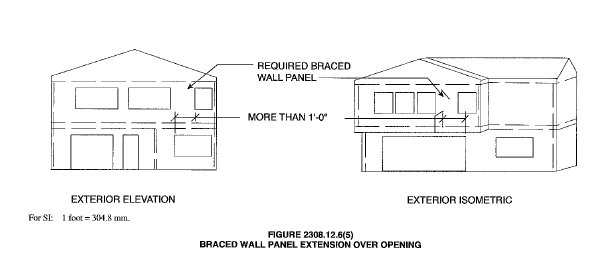 REQUIRED BRACED
WALL PANEL
MORE THAN 1'-0"
EXTERIOR ELEVATION
EXTERIOR ISOMETRIC
For SI: 1 foot = 304.8 mm.
FIGURE 2308.12.6(5)
BRACED WALL PANEL EXTENSION OVER OPENING